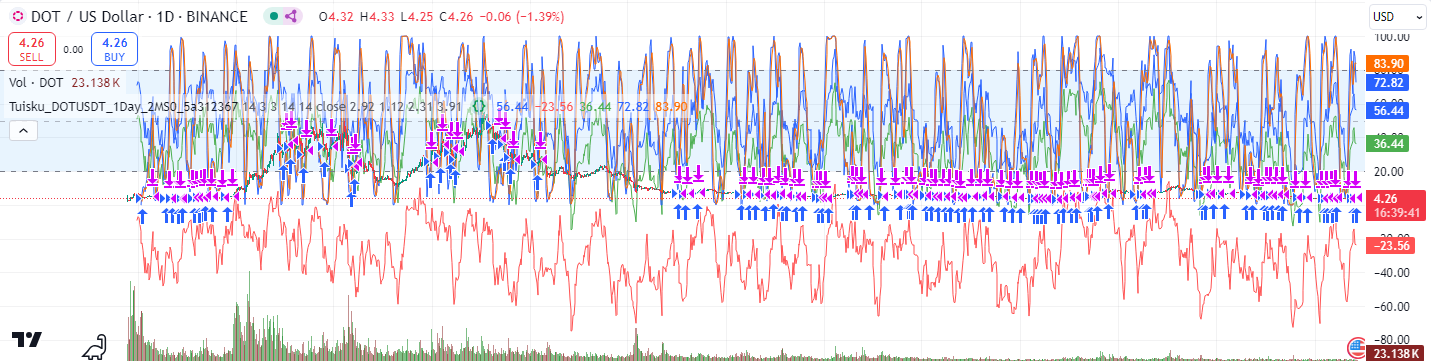 DOT / US Dollar · 1D · BINANCE O4.32 H4.33 L4.25 C4.26 −0.06 (−1.39%)
USD
4.26 SELL
0.00
4.26 BUY
Vol · DOT 23.138K
Tuisku_DOTUSDT_1Day_2MS0_5a312367 14 3 3 14 14 close 2.92 1.12 2.31 3.91 56.44 −23.56 36.44 72.82 83.90
100.00
83.90
72.82
56.44
36.44
20.00
4.26
16:39:41
−23.56
−40.00
−60.00
−80.00
23.138K